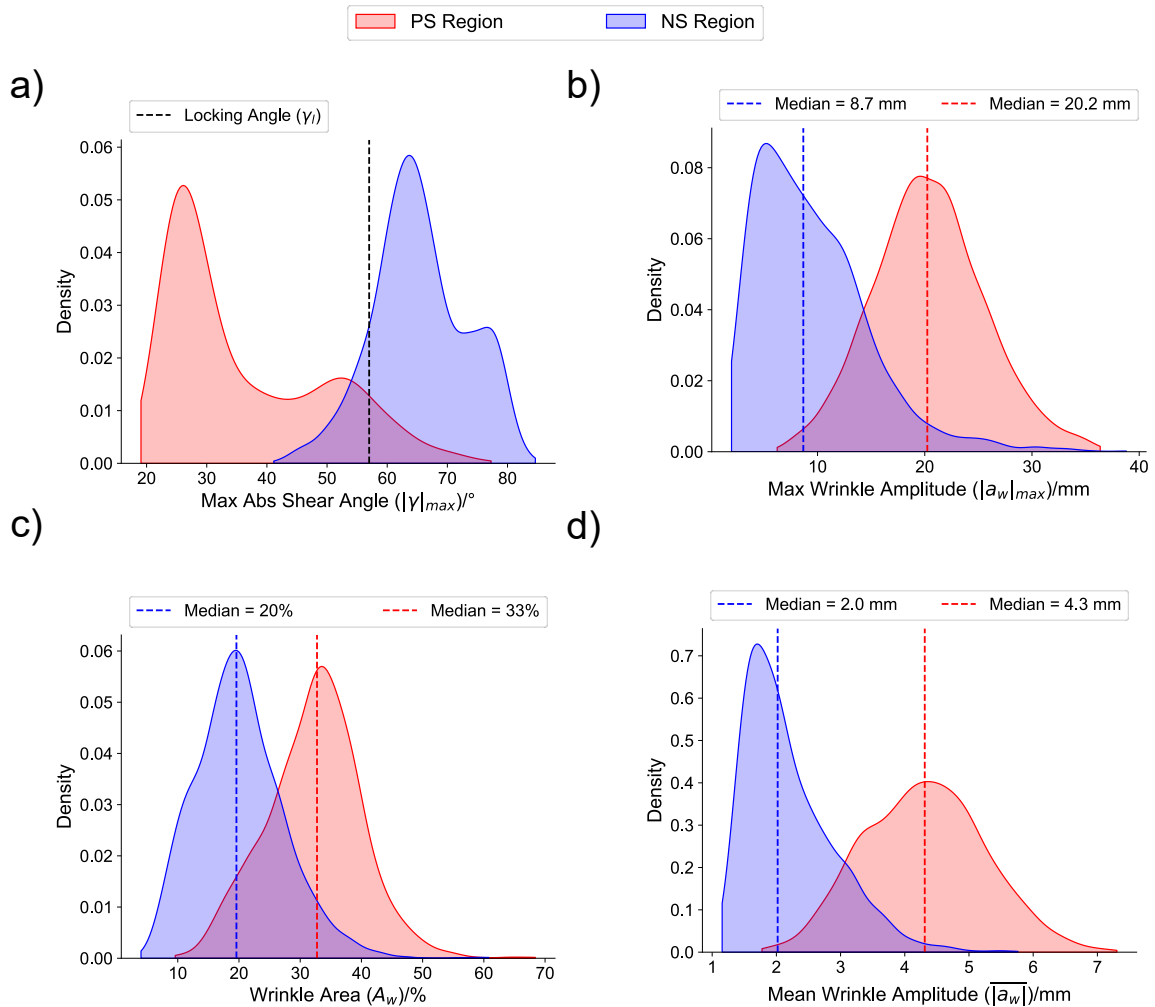 PS Region NS Region
a)
Locking Angle (γl)
0.06
0.05
0.04
0.03
0.02
0.01
0.00
Density
20 30 40 50 60 70 80
Max Abs Shear Angle (|γ|max)/°
b)
Median = 8.7 mm Median = 20.2 mm
0.08
0.06
0.04
0.02
0.00
Density
10 20 30 40
Max Wrinkle Amplitude (|aw|max)/mm
c)
Median = 20% Median = 33%
0.06
0.05
0.04
0.03
0.02
0.01
0.00
Density
10 20 30 40 50 60 70
Wrinkle Area (Aw)/%
d)
Median = 2.0 mm Median = 4.3 mm
0.7
0.6
0.5
0.4
0.3
0.2
0.1
0.0
Density
1 2 3 4 5 6 7
Mean Wrinkle Amplitude (|aw|)/mm